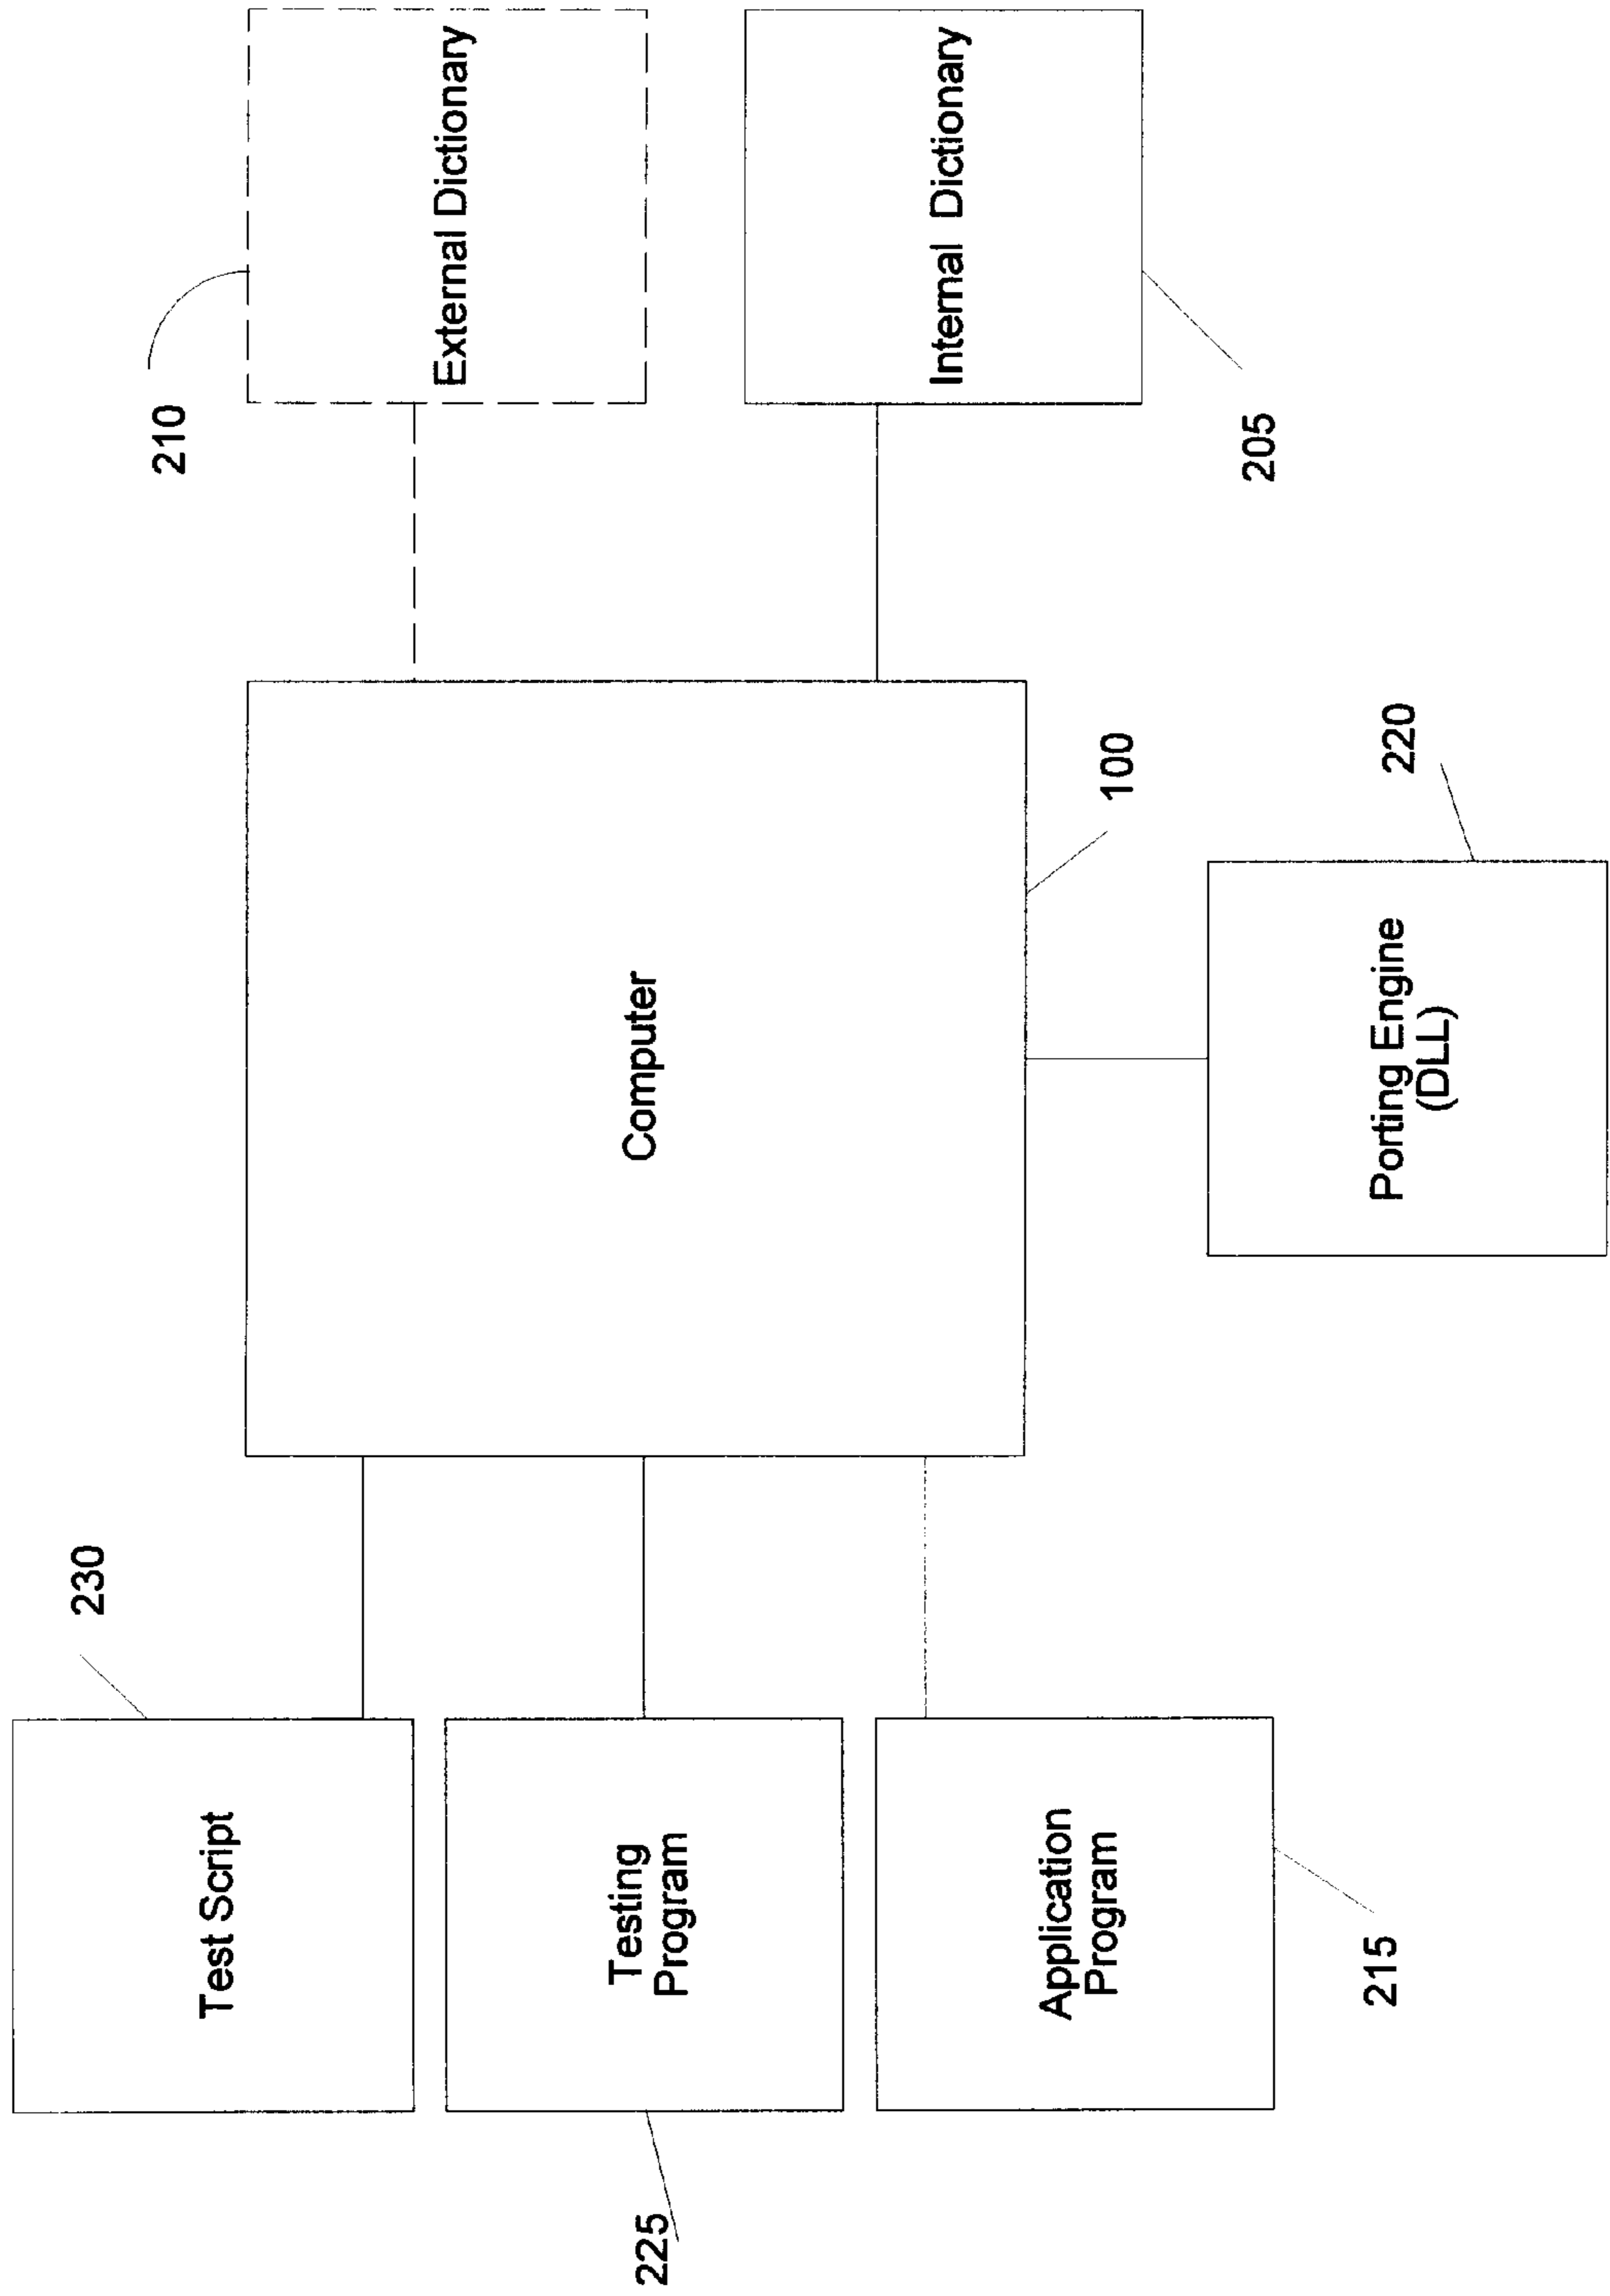 230
Test Script
Testing
Program
225
Application
Program
215
Computer
100
Porting Engine
(DLL)
220
210
External Dictionary
Internal Dictionary
205